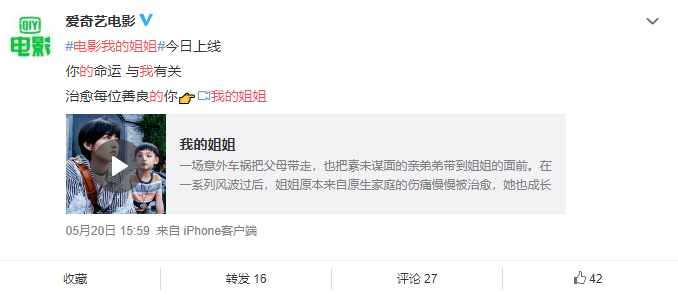 iQIYI
电影
爱奇艺电影
#电影我的姐姐#今日上线
你的命运 与我有关
治愈每位善良的你👉我的姐姐
我的姐姐
一场意外车祸把父母带走，也把素未谋面的亲弟弟带到姐姐的面前。在
一系列风波过后，姐姐原本来自原生家庭的伤痛慢慢被治愈，她也成长
05月20日 15:59 来自 iPhone客户端
收藏
转发 16
评论 27
42